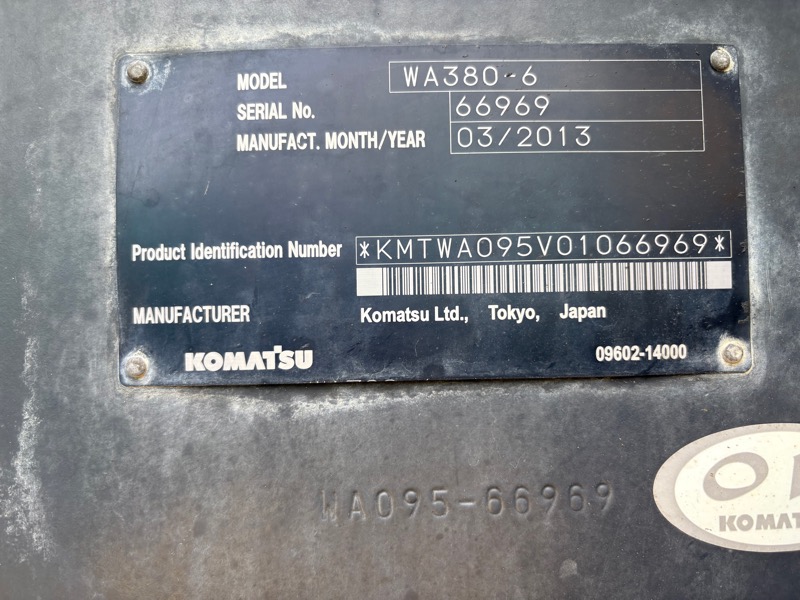 MODEL WA380-6
SERIAL No. 66969
MANUFACT. MONTH/YEAR 03/2013
Product Identification Number *KMTWA095V01066969*
MANUFACTURER Komatsu Ltd., Tokyo, Japan
KOMATSU 09602-14000
WA095-66969